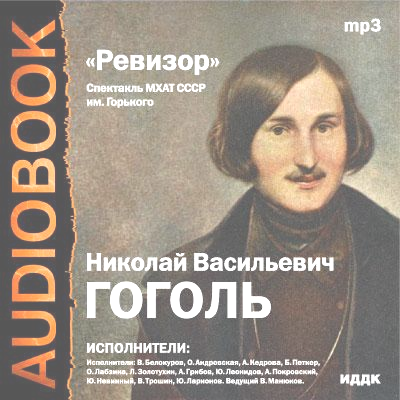 AUDIOBOOK
mp3
«Ревизор»
Спектакль МХАТ СССР
им. Горького
Николай Васильевич
ГОГОЛЬ
ИСПОЛНИТЕЛИ:
Исполнители: В. Белокуров, О. Андровская, А. Кедрова, Б. Петкер,
О. Лабзина, Л. Золотухин, А. Грибов, Ю. Леонидов, А. Покровский,
Ю. Невинный, В. Трошин, Ю. Ларионов. Ведущий В. Манюков.
ИДДК